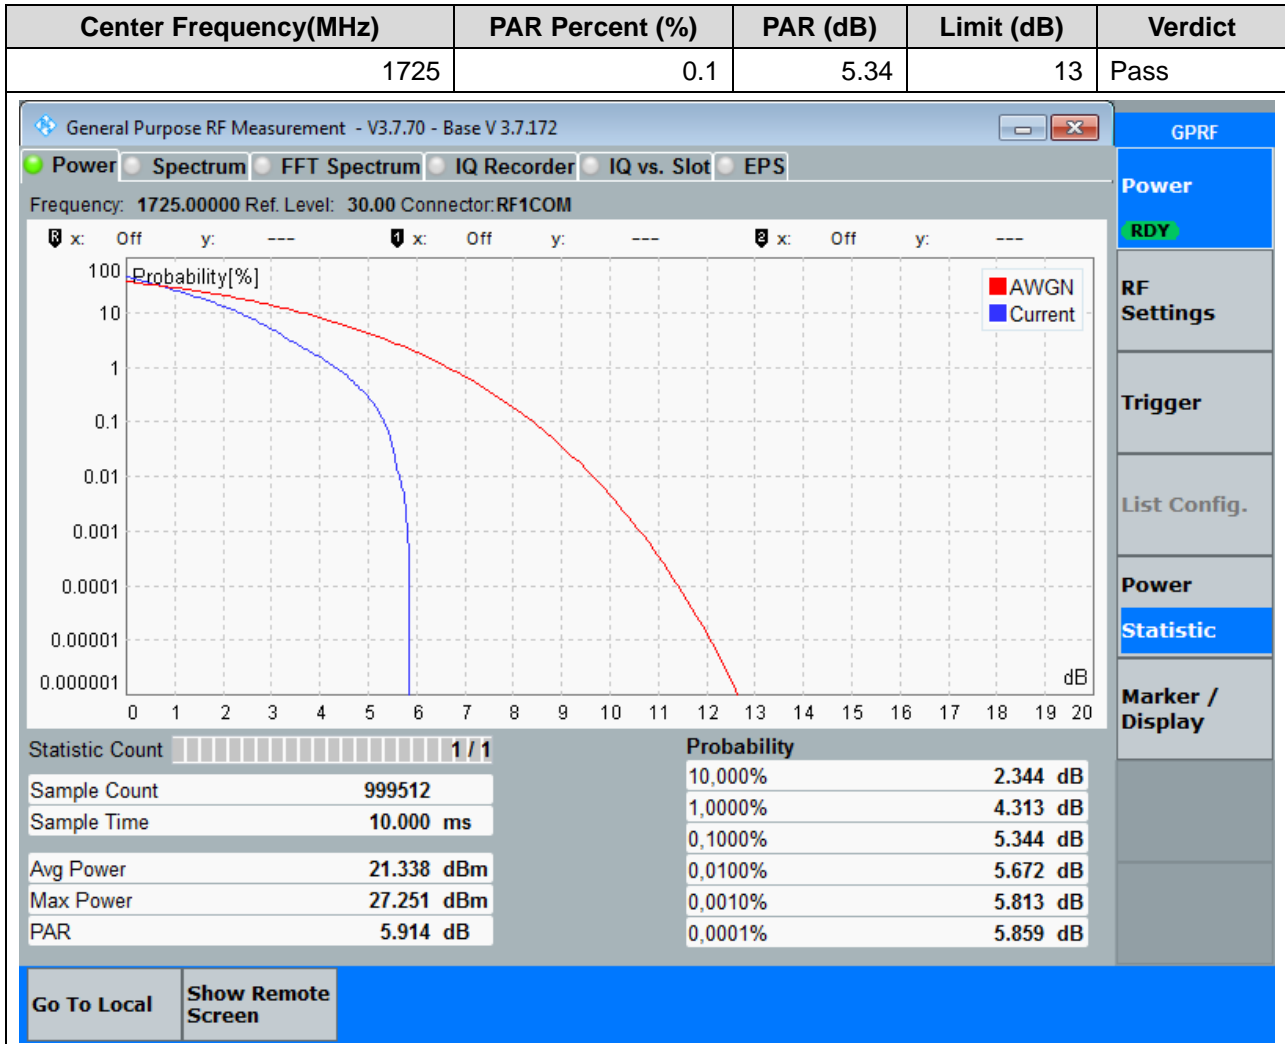 Center Frequency(MHz) PAR Percent (%) PAR (dB) Limit (dB) Verdict
1725 0.1 5.34 13 Pass
General Purpose RF Measurement - V3.7.70 - Base V 3.7.172
GPRF
Power Spectrum FFT Spectrum IQ Recorder IQ vs. Slot EPS
Power
RDY
Frequency: 1725.00000 Ref. Level: 30.00 Connector:RF1COM
R x: Off y: --- 1 x: Off y: --- 2 x: Off y: ---
Probability[%]
AWGN
Current
100
10
1
0.1
0.01
0.001
0.0001
0.00001
0.000001
dB
0 1 2 3 4 5 6 7 8 9 10 11 12 13 14 15 16 17 18 19 20
RF
Settings
Trigger
List Config.
Power
Statistic
Marker /
Display
Statistic Count 1 / 1
Sample Count 999512
Sample Time 10.000 ms
Avg Power 21.338 dBm
Max Power 27.251 dBm
PAR 5.914 dB
Probability
10,000% 2.344 dB
1,0000% 4.313 dB
0,1000% 5.344 dB
0,0100% 5.672 dB
0,0010% 5.813 dB
0,0001% 5.859 dB
Go To Local
Show Remote
Screen